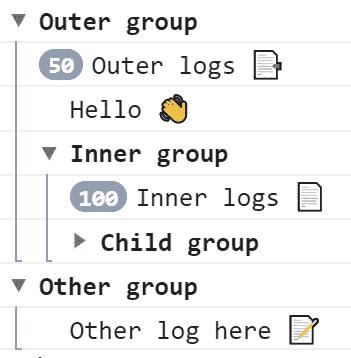 Outer group
50 Outer logs 📑
Hello 👋
Inner group
100 Inner logs 📄
Child group
Other group
Other log here 📝